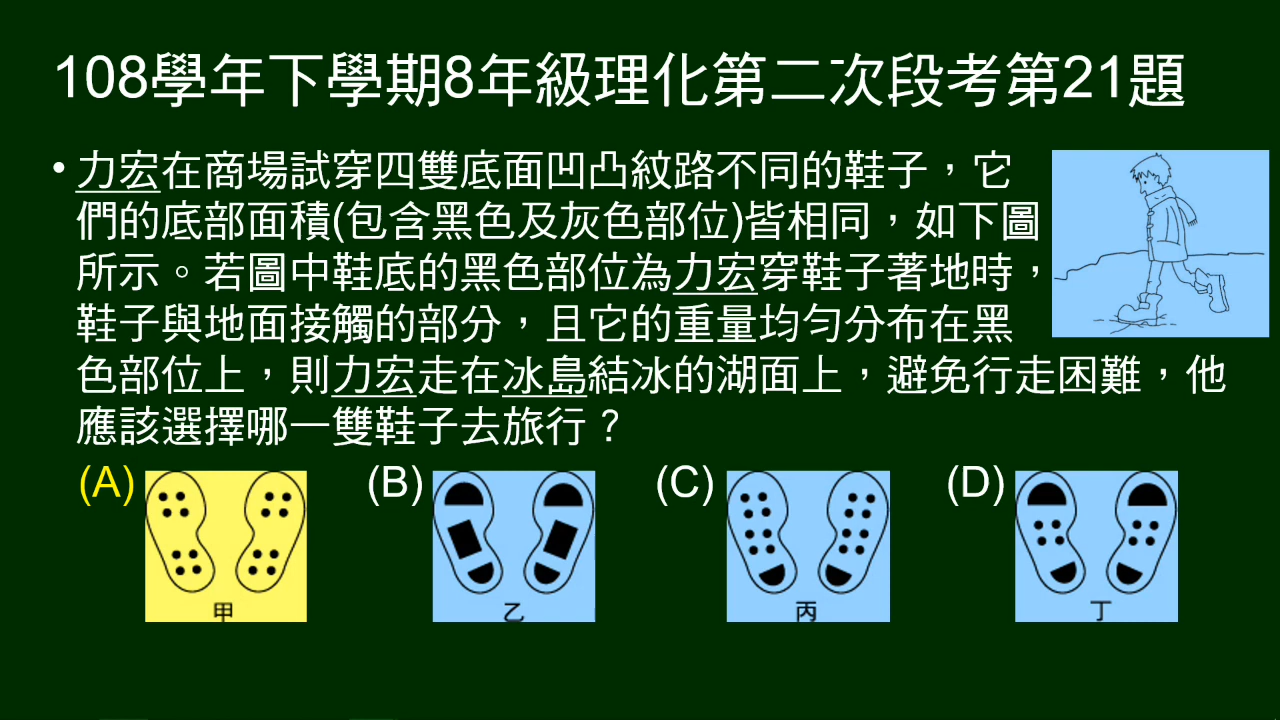 108學年下學期8年級理化第二次段考第21題
•力宏在商場試穿四雙底面凹凸紋路不同的鞋子，它
們的底部面積(包含黑色及灰色部位)皆相同，如下圖
所示。若圖中鞋底的黑色部位為力宏穿鞋子著地時，
鞋子與地面接觸的部分，且它的重量均勻分布在黑
色部位上，則力宏走在冰島結冰的湖面上，避免行走困難，他
應該選擇哪一雙鞋子去旅行？
(A) (B) (C) (D)
甲 乙 丙 丁